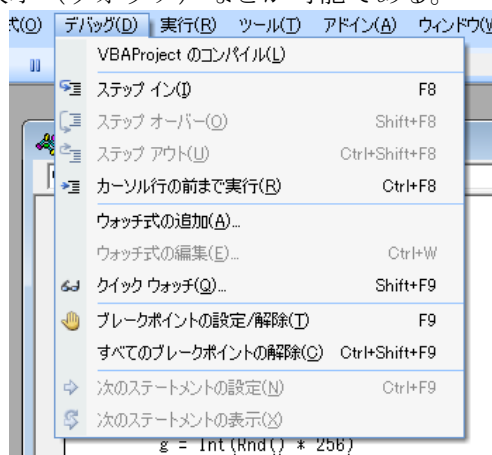 式(O) デバッグ(D) 実行(R) ツール(T) アドイン(A) ウィンドウ(W
VBAProject のコンパイル(L)
ステップ イン(I) F8
ステップ オーバー(O) Shift+F8
ステップ アウト(U) Ctrl+Shift+F8
カーソル行の前まで実行(R) Ctrl+F8
ウォッチ式の追加(A)...
ウォッチ式の編集(E)... Ctrl+W
クイック ウォッチ(Q)... Shift+F9
ブレークポイントの設定/解除(T) F9
すべてのブレークポイントの解除(C) Ctrl+Shift+F9
次のステートメントの設定(N) Ctrl+F9
次のステートメントの表示(X)
g = Int(Rnd() * 256)